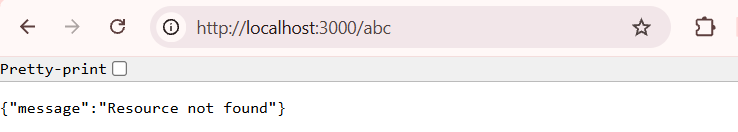 http://localhost:3000/abc
Pretty-print
{"message":"Resource not found"}